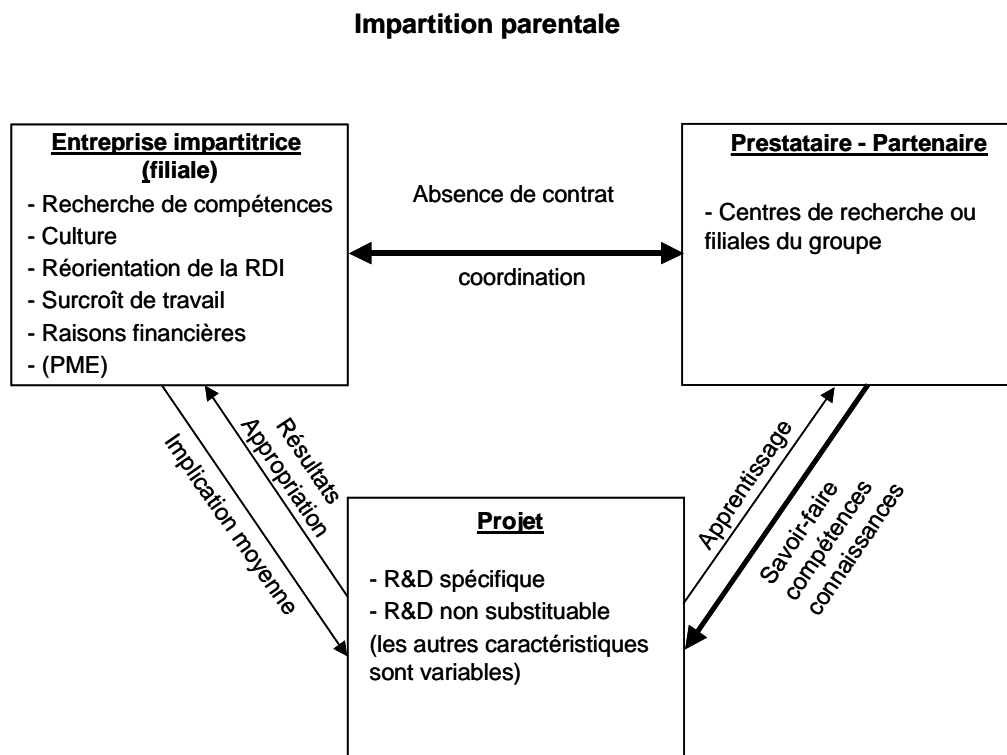 Impartition parentale
Entreprise impartitrice
(filiale)
- Recherche de compétences
- Culture
- Réorientation de la RDI
- Surcroît de travail
- Raisons financières
- (PME)
Absence de contrat
coordination
Prestataire - Partenaire
- Centres de recherche ou
filiales du groupe
Implication moyenne
Résultats
Appropriation
Apprentissage
Savoir-faire
compétences
connaissances
Projet
- R&D spécifique
- R&D non substituable
(les autres caractéristiques
sont variables)